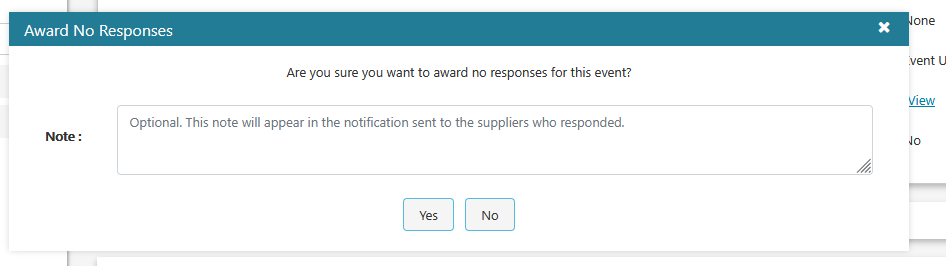 Award No Responses
None
Are you sure you want to award no responses for this event?
View
Note :
Optional. This note will appear in the notification sent to the suppliers who responded.
No
Yes
No